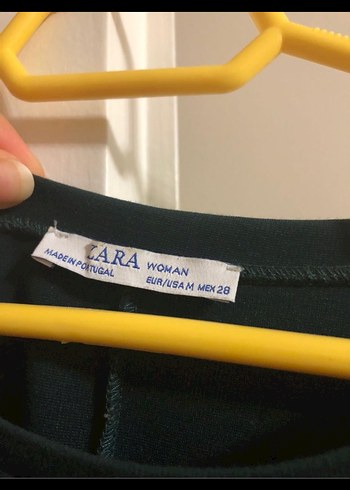 ZARA WOMAN
MADE IN PORTUGAL
EUR/USA M MEX 28